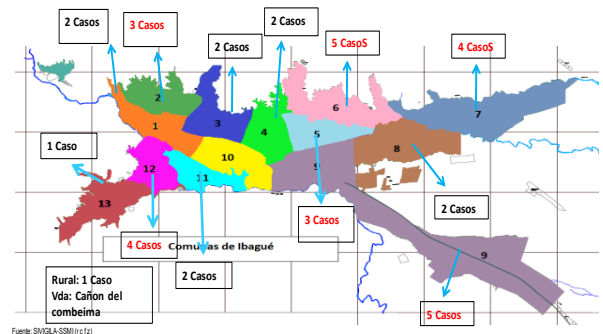 2 Casos
3 Casos
2 Casos
2 Casos
5 CasoS
4 CasoS
2
6
7
1
3
4
5
8
1 Caso
12
10
9
11
13
3 Casos
2 Casos
4 Casos
Comunas de Ibagué
9
2 Casos
Rural: 1 Caso
Vda: Cañon del
combeima
5 Casos
Fuente: SIVIGILA-SSMI (rcfz)